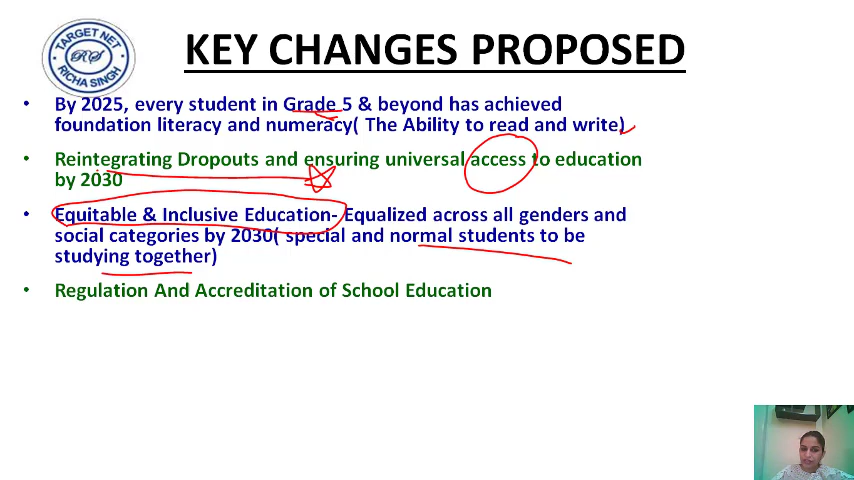 TARGET NET
RS
RICHA SINGH
KEY CHANGES PROPOSED
• By 2025, every student in Grade 5 & beyond has achieved
foundation literacy and numeracy( The Ability to read and write)
• Reintegrating Dropouts and ensuring universal access to education
by 2030
• Equitable & Inclusive Education- Equalized across all genders and
social categories by 2030( special and normal students to be
studying together)
• Regulation And Accreditation of School Education